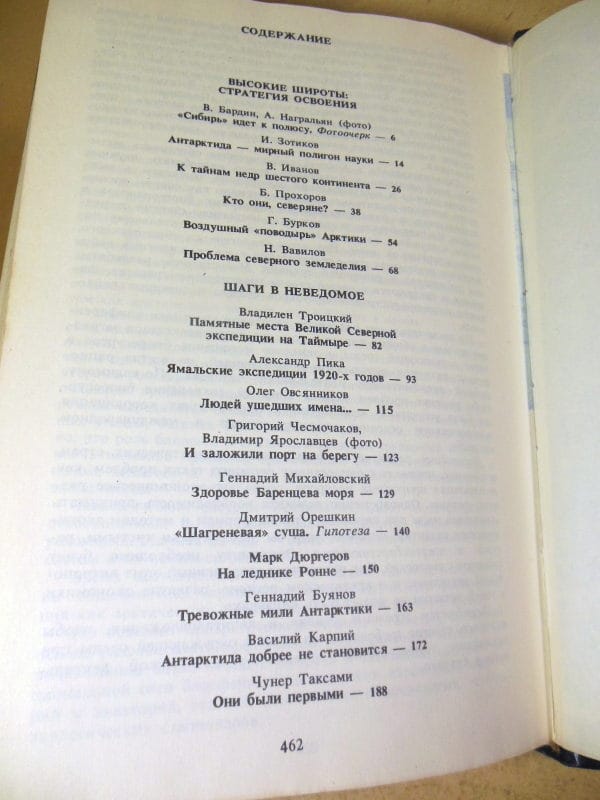 СОДЕРЖАНИЕ
ВЫСОКИЕ ШИРОТЫ:
СТРАТЕГИЯ ОСВОЕНИЯ
В. Бардин, А. Награльян (фото)
«Сибирь» идет к полюсу, Фотоочерк — 6
И. Зотиков
Антарктида — мирный полигон науки — 14
В. Иванов
К тайнам недр шестого континента — 26
Б. Прохоров
Кто они, северяне? — 38
Г. Бурков
Воздушный «поводырь» Арктики — 54
Н. Вавилов
Проблема северного земледелия — 68
ШАГИ В НЕВЕДОМОЕ
Владилен Троицкий
Памятные места Великой Северной
экспедиции на Таймыре — 82
Александр Пика
Ямальские экспедиции 1920-х годов — 93
Олег Овсянников
Людей ушедших имена... — 115
Григорий Чесмочаков,
Владимир Ярославцев (фото)
И заложили порт на берегу — 123
Геннадий Михайловский
Здоровье Баренцева моря — 129
Дмитрий Орешкин
«Шагреневая» суша. Гипотеза — 140
Марк Дюргеров
На леднике Ронне — 150
Геннадий Буянов
Тревожные мили Антарктики — 163
Василий Карпий
Антарктида добрее не становится — 172
Чунер Таксами
Они были первыми — 188
462